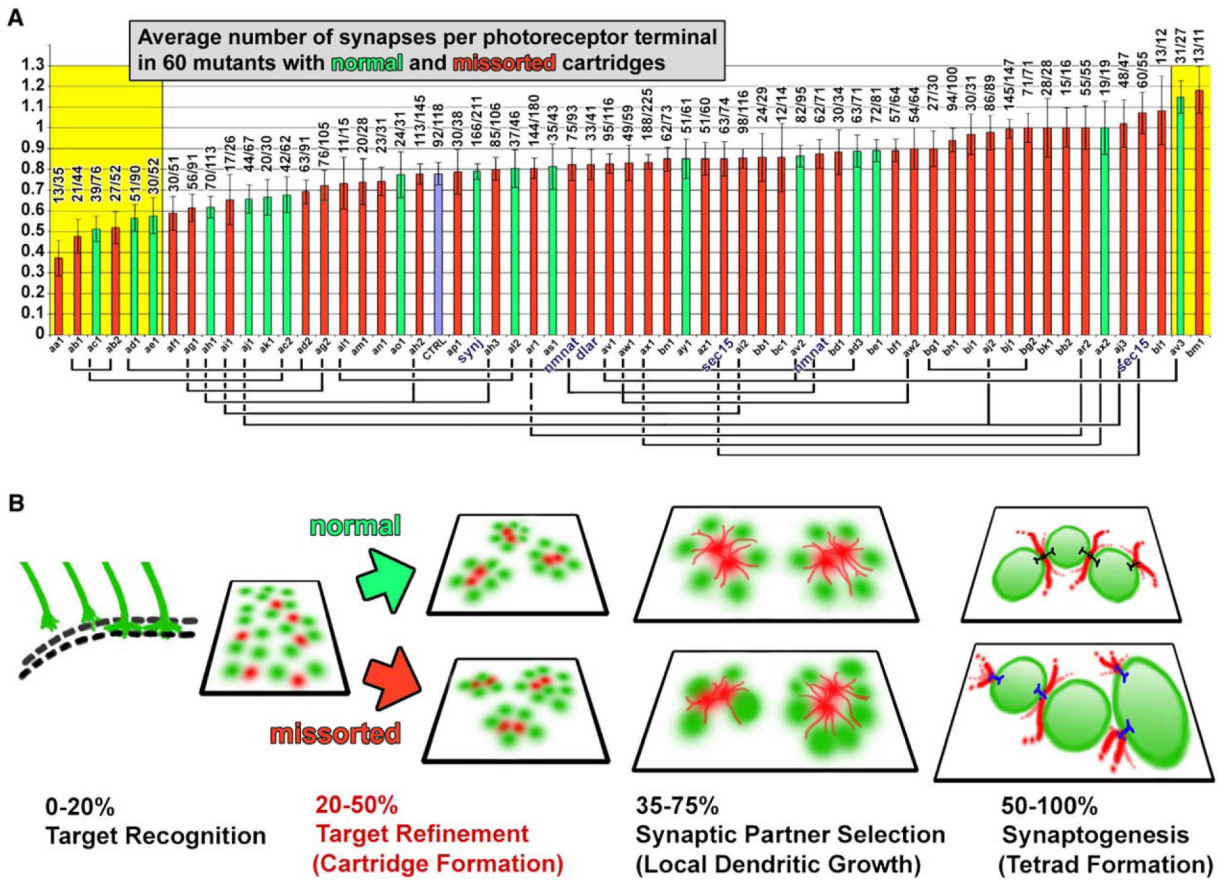 A
Average number of synapses per photoreceptor terminal
in 60 mutants with normal and missorted cartridges
1.3
1.2
1.1
1
0.9
0.8
0.7
0.6
0.5
0.4
0.3
0.2
0.1
0
13/35 21/44 39/76 27/52 51/90 30/52 30/51 56/91 70/113 17/26 44/67 20/30 42/62 63/91 76/105 11/15 20/28 23/31 24/31 113/145 92/118 30/38 166/211 85/106 37/46 144/180 35/43 75/93 33/41 95/116 49/59 188/225 62/73 51/61 51/60 63/74 98/116 24/29 12/14 82/95 62/71 30/34 63/71 72/81 57/64 54/64 27/30 94/100 30/31 86/89 145/147 71/71 28/28 15/16 55/55 19/19 48/47 60/55 13/12 31/27 13/11
aa1 ab1 ac1 ab2 ad1 ae1 af1 ag1 ah1 ai1 aj1 ak1 ac2 ad2 ag2 al1 am1 an1 ao1 ah2 CTRL ap1 synj ah3 al2 ar1 as1 nmnat dlar av1 aw1 ax1 bb1 ay1 az1 sec15 ai2 bb1 bc1 av2 nmnat bd1 ad3 be1 bf1 aw2 bg1 bh1 bi1 aj2 bj1 bg2 bk1 bb2 ar2 ax2 aj3 sec15 bl1 av3 bm1
B
normal
missorted
0-20%
Target Recognition
20-50%
Target Refinement
(Cartridge Formation)
35-75%
Synaptic Partner Selection
(Local Dendritic Growth)
50-100%
Synaptogenesis
(Tetrad Formation)